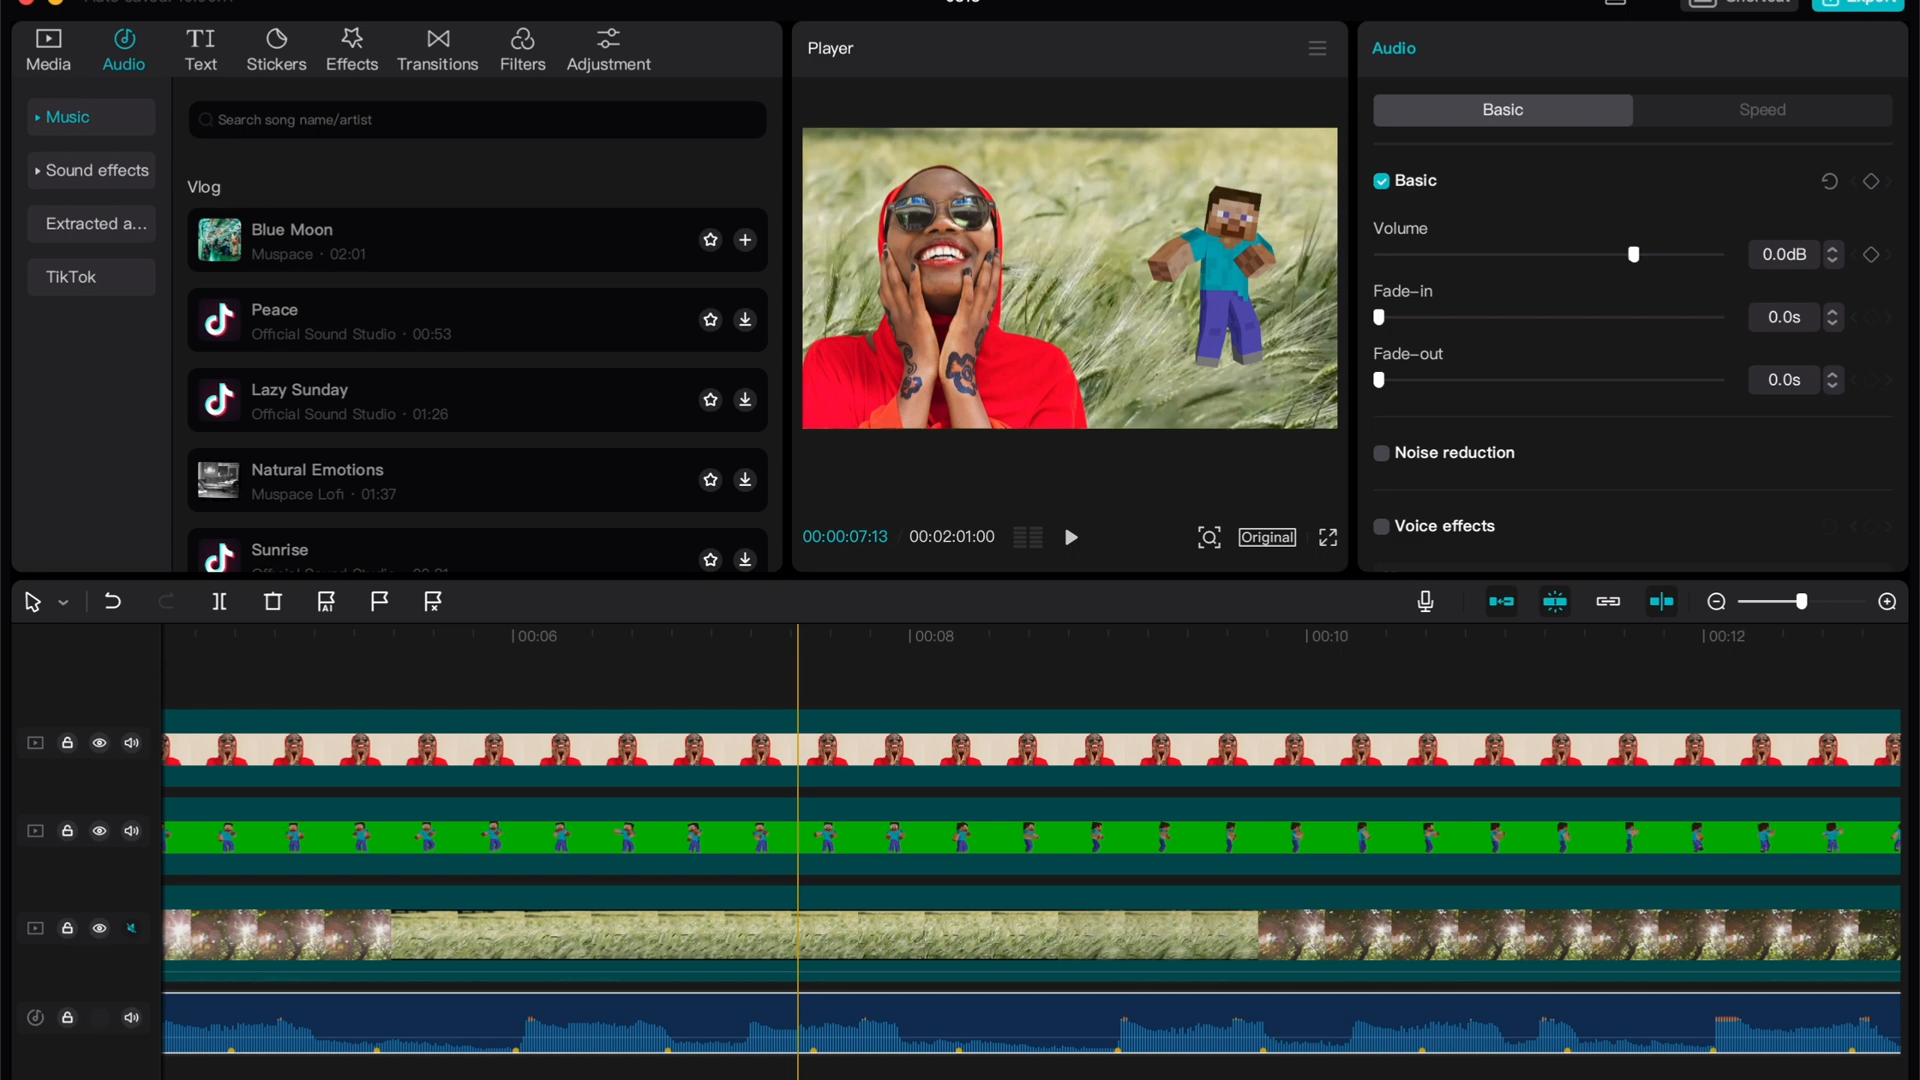 Media
Audio
Text
Stickers
Effects
Transitions
Filters
Adjustment
Music
Sound effects
Extracted a...
TikTok
Search song name/artist
Vlog
Blue Moon
Muspace · 02:01
Peace
Official Sound Studio · 00:53
Lazy Sunday
Official Sound Studio · 01:26
Natural Emotions
Muspace Lofi · 01:37
Sunrise
Player
00:00:07:13 / 00:02:01:00
Original
Export
Audio
Basic
Speed
Basic
Volume
0.0dB
Fade-in
0.0s
Fade-out
0.0s
Noise reduction
Voice effects
00:06
00:08
00:10
00:12